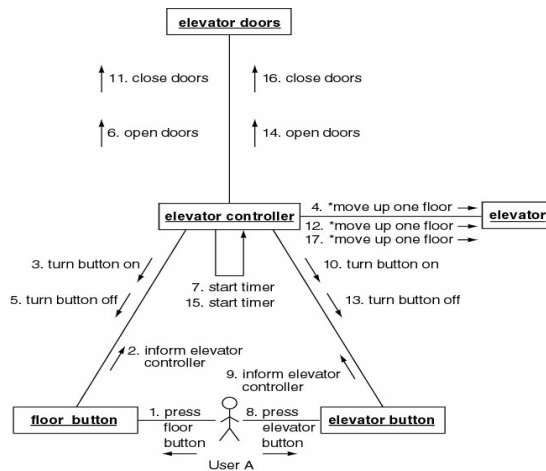 elevator doors
11. close doors
16. close doors
6. open doors
14. open doors
elevator controller
4. *move up one floor
12. *move up one floor
17. *move up one floor
elevator
3. turn button on
10. turn button on
5. turn button off
7. start timer
15. start timer
13. turn button off
2. inform elevator
controller
9. inform elevator
controller
floor button
1. press
floor
button
8. press
elevator
button
elevator button
User A